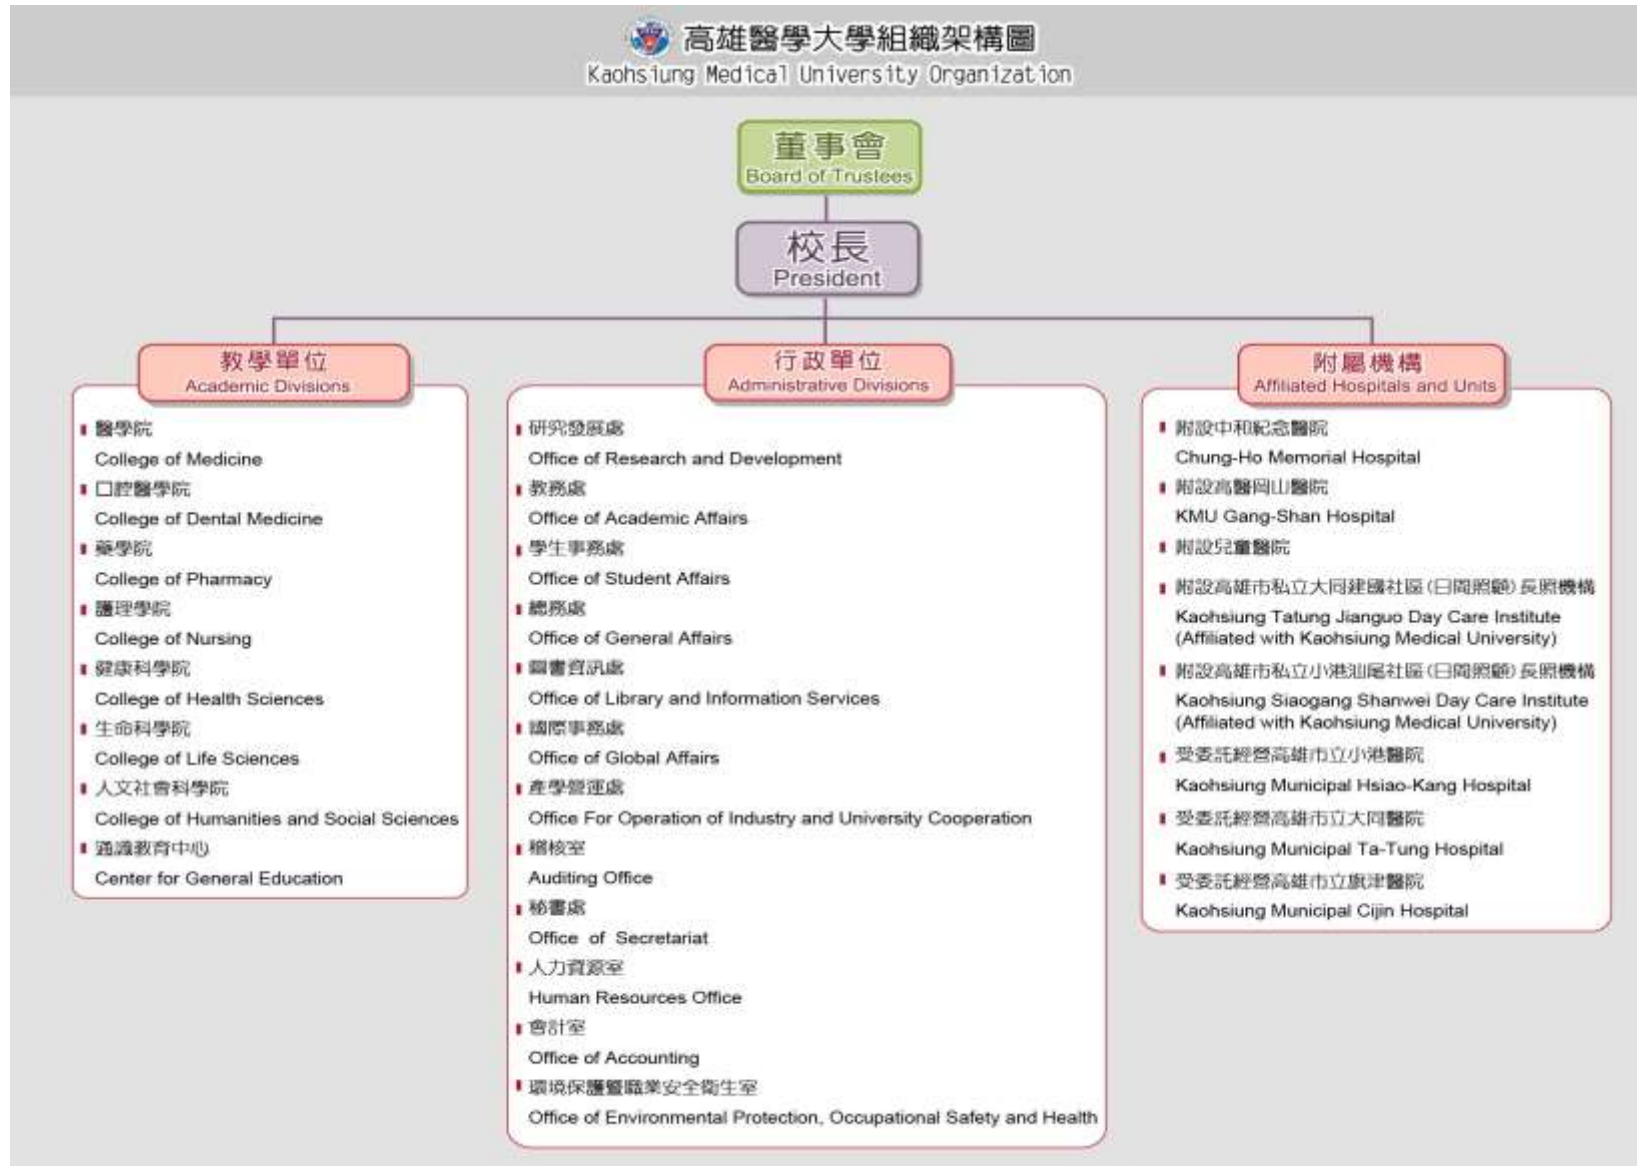 高雄醫學大學組織架構圖
Kaohsiung Medical University Organization
董事會
Board of Trustees
校長
President
教學單位
Academic Divisions
醫學院
College of Medicine
口腔醫學院
College of Dental Medicine
藥學院
College of Pharmacy
護理學院
College of Nursing
健康科學院
College of Health Sciences
生命科學院
College of Life Sciences
人文社會科學院
College of Humanities and Social Sciences
通識教育中心
Center for General Education
行政單位
Administrative Divisions
研究發展處
Office of Research and Development
教務處
Office of Academic Affairs
學生事務處
Office of Student Affairs
總務處
Office of General Affairs
圖書資訊處
Office of Library and Information Services
國際事務處
Office of Global Affairs
產學營運處
Office For Operation of Industry and University Cooperation
稽核室
Auditing Office
秘書處
Office of Secretariat
人力資源室
Human Resources Office
會計室
Office of Accounting
環境保護暨職業安全衛生室
Office of Environmental Protection, Occupational Safety and Health
附屬機構
Affiliated Hospitals and Units
附設中和紀念醫院
Chung-Ho Memorial Hospital
附設高醫岡山醫院
KMU Gang-Shan Hospital
附設兒童醫院
附設高雄市私立大同建國社區(日間照顧)長照機構
Kaohsiung Tatung Jianguo Day Care Institute
(Affiliated with Kaohsiung Medical University)
附設高雄市私立小港汕尾社區(日間照顧)長照機構
Kaohsiung Siaogang Shanwei Day Care Institute
(Affiliated with Kaohsiung Medical University)
受委託經營高雄市立小港醫院
Kaohsiung Municipal Hsiao-Kang Hospital
受委託經營高雄市立大同醫院
Kaohsiung Municipal Ta-Tung Hospital
受委託經營高雄市立旗津醫院
Kaohsiung Municipal Cijin Hospital